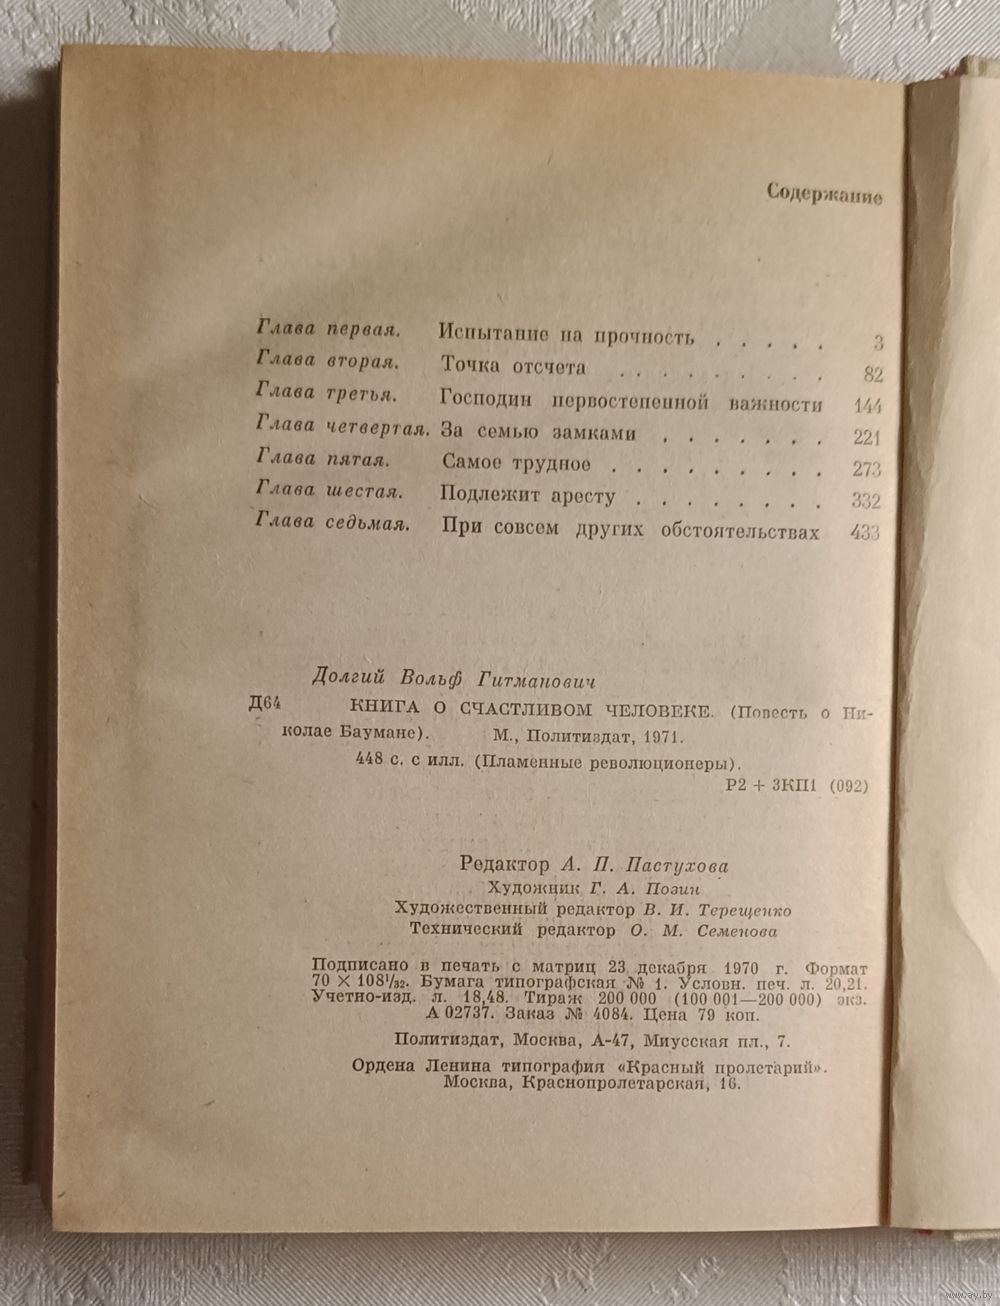 Содержание
Глава первая. Испытание на прочность . . . . . 3
Глава вторая. Точка отсчета . . . . . . . . . 82
Глава третья. Господин первостепенной важности 144
Глава четвертая. За семью замками . . . . . . . 221
Глава пятая. Самое трудное . . . . . . . . . 273
Глава шестая. Подлежит аресту . . . . . . . . 332
Глава седьмая. При совсем других обстоятельствах 433
Долгий Вольф Гитманович
Д64 КНИГА О СЧАСТЛИВОМ ЧЕЛОВЕКЕ. (Повесть о Ни-
колае Баумане). М., Политиздат, 1971.
448 с. с илл. (Пламенные революционеры).
Р2 + 3КП1 (092)
Редактор А. П. Пастухова
Художник Г. А. Позин
Художественный редактор В. И. Терещенко
Технический редактор О. М. Семенова
Подписано в печать с матриц 23 декабря 1970 г. Формат
70 × 108¹/₃₂. Бумага типографская № 1. Условн. печ. л. 20,21.
Учетно-изд. л. 18,48. Тираж 200 000 (100 001—200 000) экз.
А 02737. Заказ № 4084. Цена 79 коп.
Политиздат, Москва, А-47, Миусская пл., 7.
Ордена Ленина типография «Красный пролетарий».
Москва, Краснопролетарская, 16.
www.ay.by